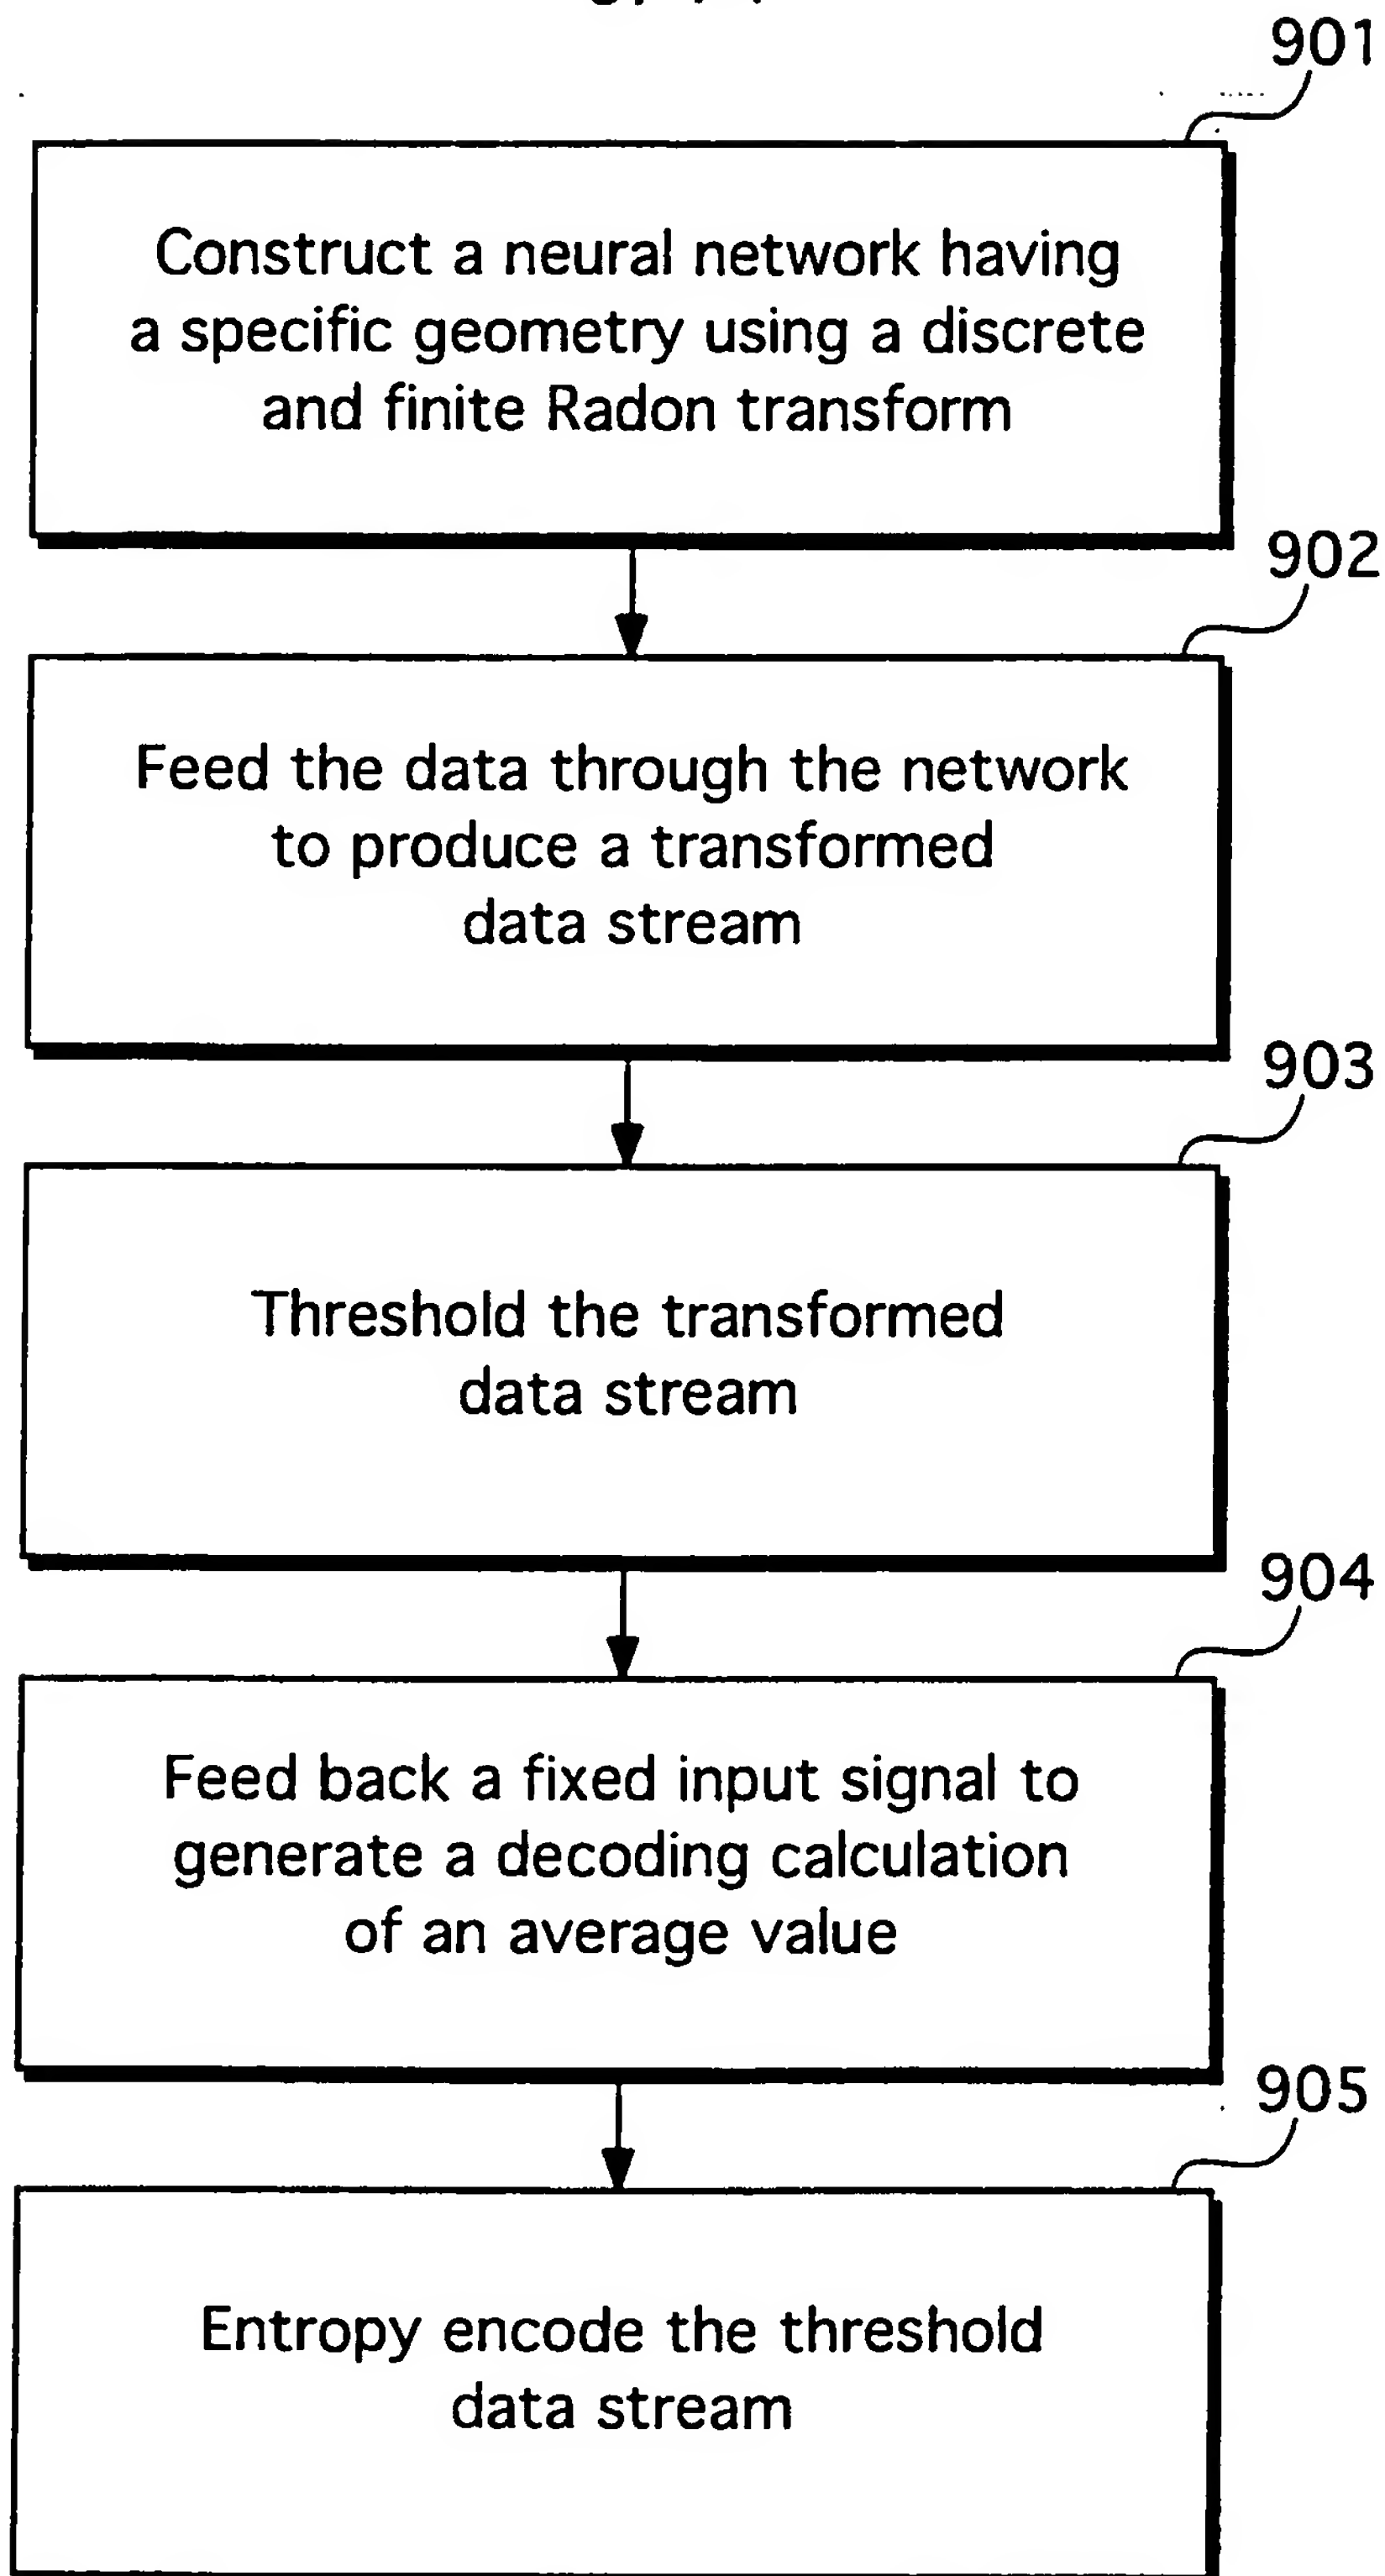 901
Construct a neural network having
a specific geometry using a discrete
and finite Radon transform
902
Feed the data through the network
to produce a transformed
data stream
903
Threshold the transformed
data stream
904
Feed back a fixed input signal to
generate a decoding calculation
of an average value
905
Entropy encode the threshold
data stream